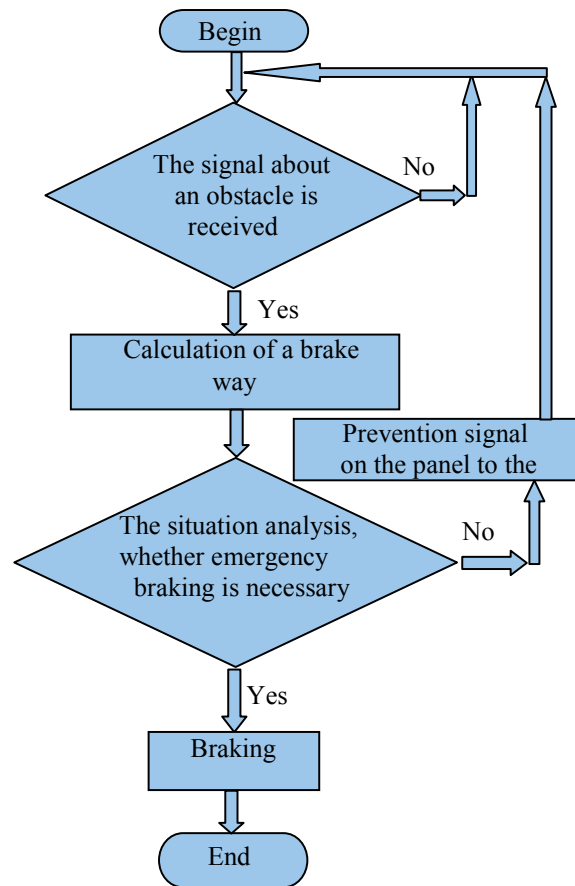 Begin
The signal about
an obstacle is
received
No
Yes
Calculation of a brake
way
Prevention signal
on the panel to the
The situation analysis,
whether emergency
braking is necessary
No
Yes
Braking
End